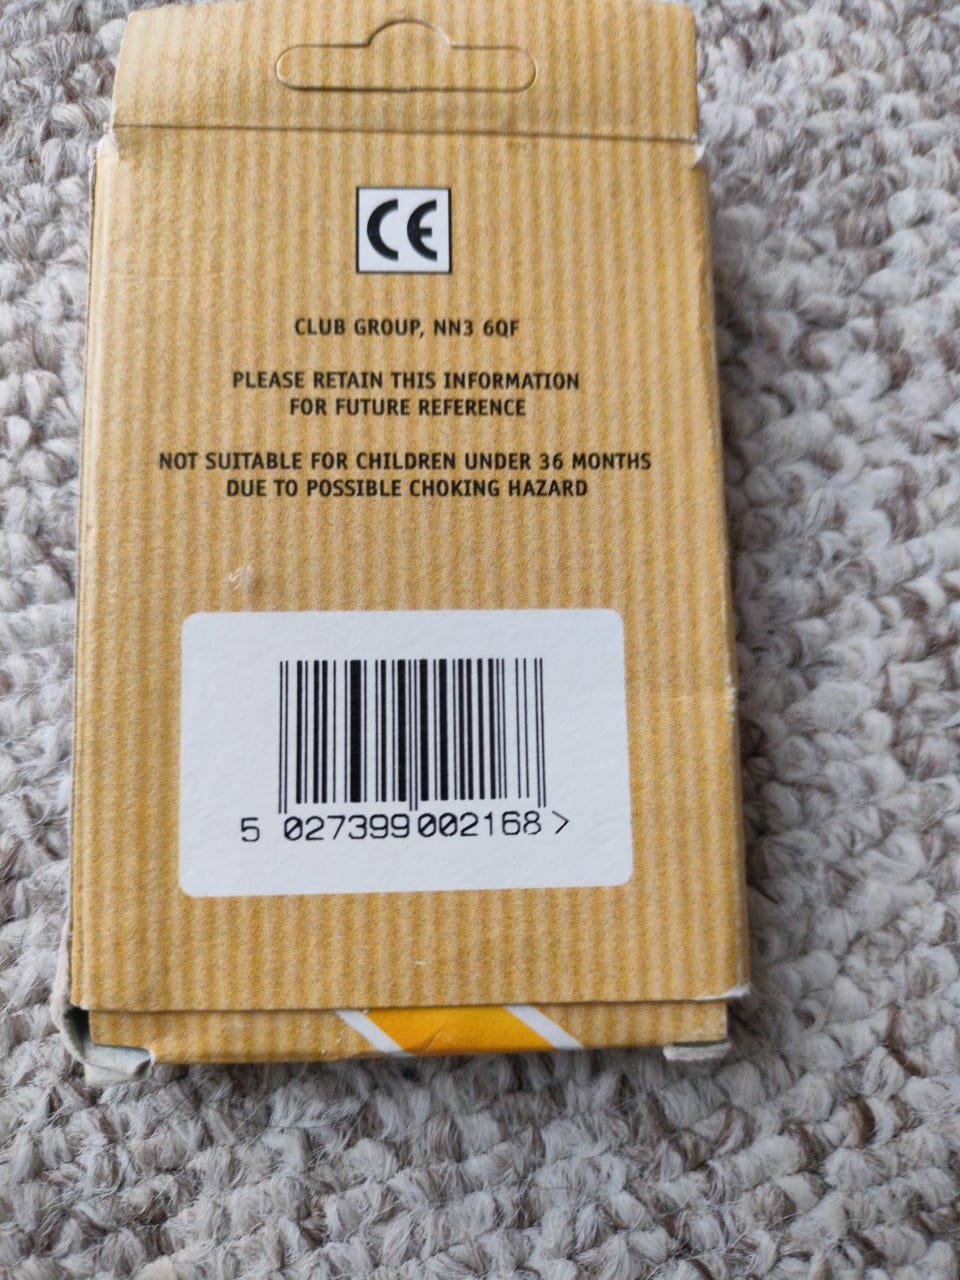 CE
CLUB GROUP, NN3 6QF
PLEASE RETAIN THIS INFORMATION
FOR FUTURE REFERENCE
NOT SUITABLE FOR CHILDREN UNDER 36 MONTHS
DUE TO POSSIBLE CHOKING HAZARD
5 027399 002168 >